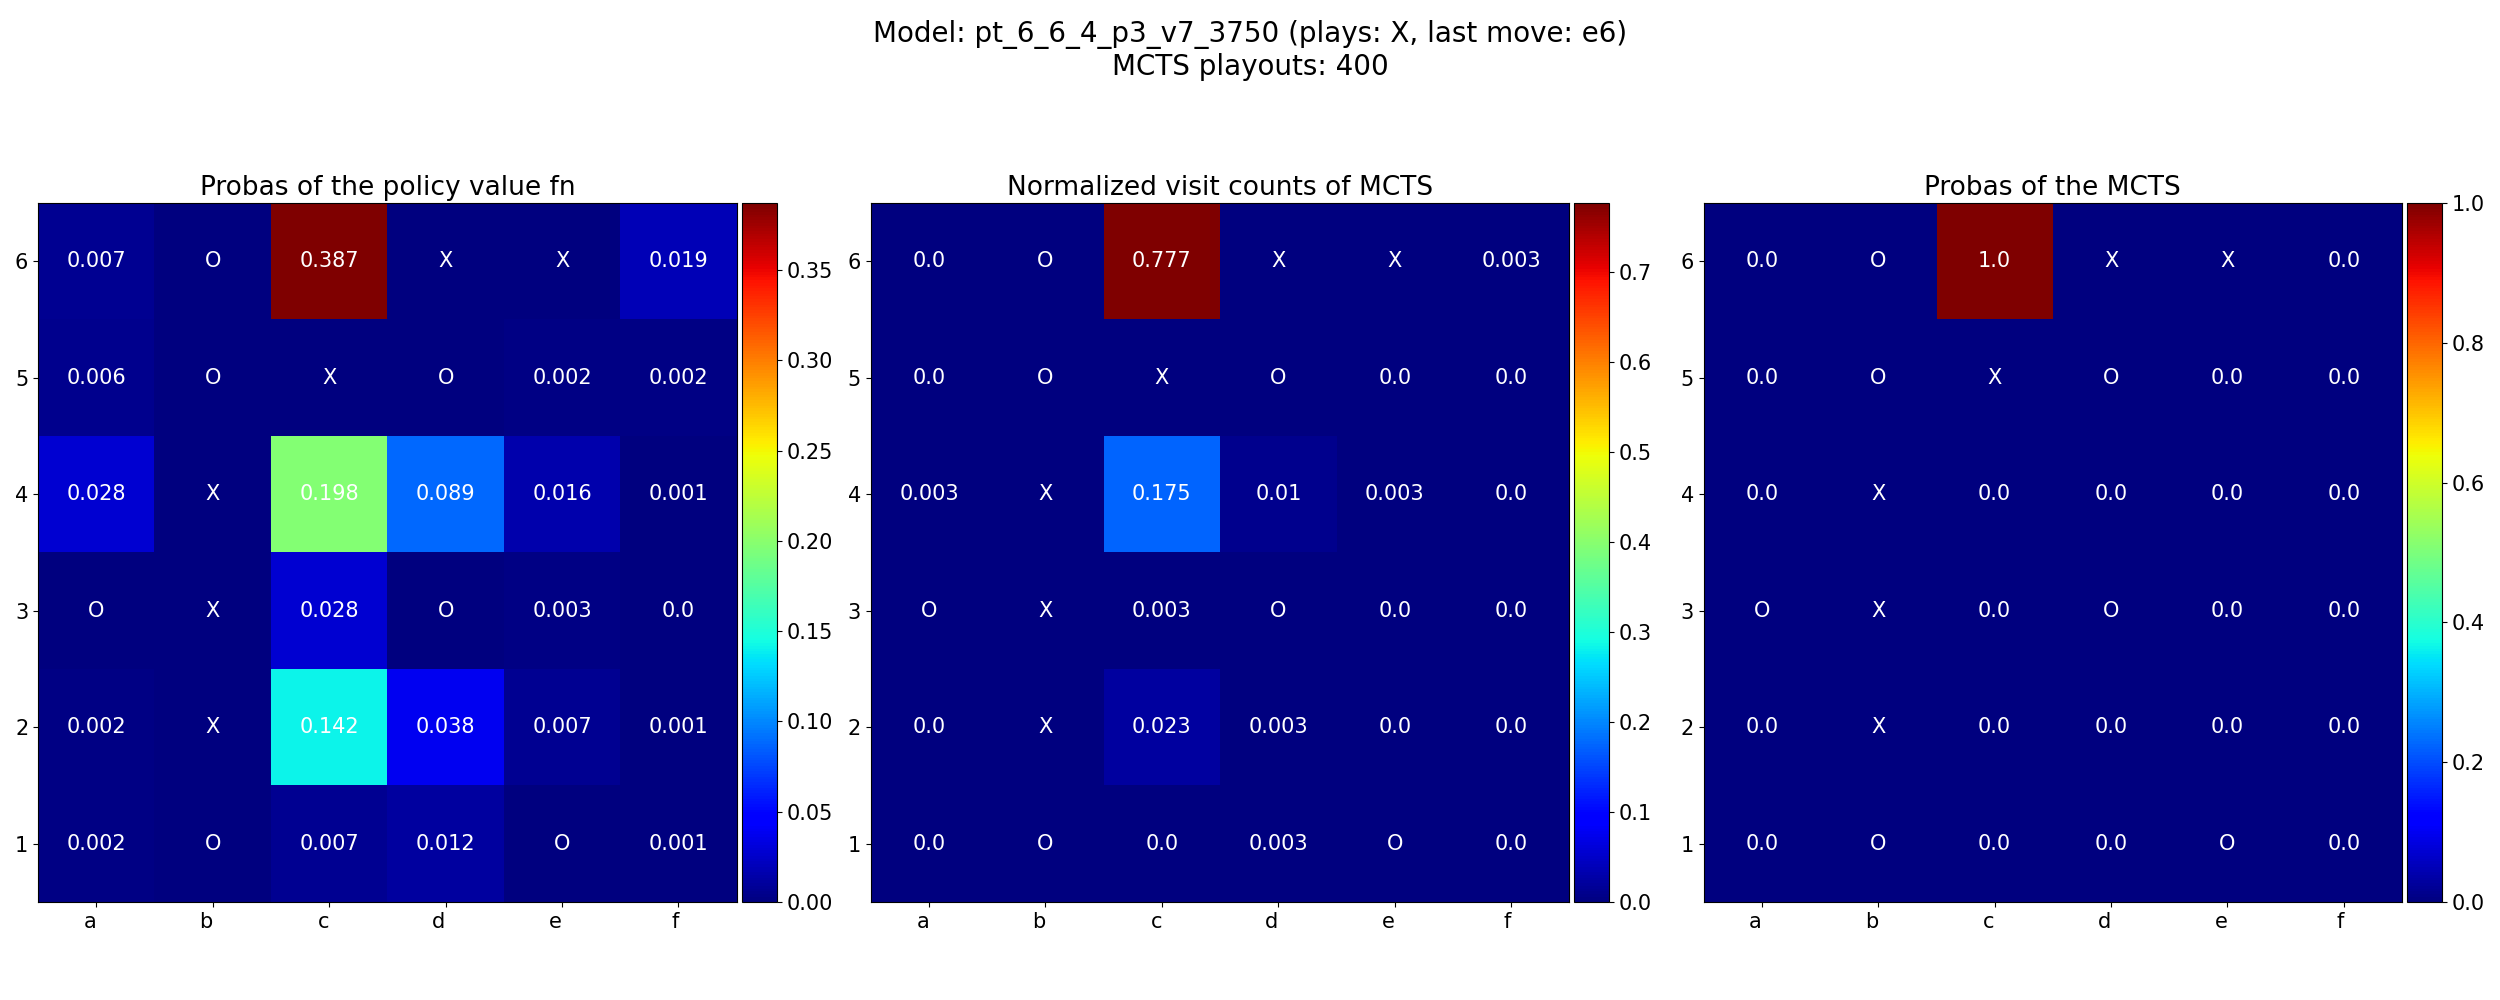 Model: pt_6_6_4_p3_v7_3750 (plays: X, last move: e6)
MCTS playouts: 400
Probas of the policy value fn
6 0.007 O 0.387 X X 0.019
5 0.006 O X O 0.002 0.002
4 0.028 X 0.198 0.089 0.016 0.001
3 O X 0.028 O 0.003 0.0
2 0.002 X 0.142 0.038 0.007 0.001
1 0.002 O 0.007 0.012 O 0.001
a b c d e f
0.35
0.30
0.25
0.20
0.15
0.10
0.05
0.00
Normalized visit counts of MCTS
6 0.0 O 0.777 X X 0.003
5 0.0 O X O 0.0 0.0
4 0.003 X 0.175 0.01 0.003 0.0
3 O X 0.003 O 0.0 0.0
2 0.0 X 0.023 0.003 0.0 0.0
1 0.0 O 0.0 0.003 O 0.0
a b c d e f
0.7
0.6
0.5
0.4
0.3
0.2
0.1
0.0
Probas of the MCTS
6 0.0 O 1.0 X X 0.0
5 0.0 O X O 0.0 0.0
4 0.0 X 0.0 0.0 0.0 0.0
3 O X 0.0 O 0.0 0.0
2 0.0 X 0.0 0.0 0.0 0.0
1 0.0 O 0.0 0.0 O 0.0
a b c d e f
1.0
0.8
0.6
0.4
0.2
0.0